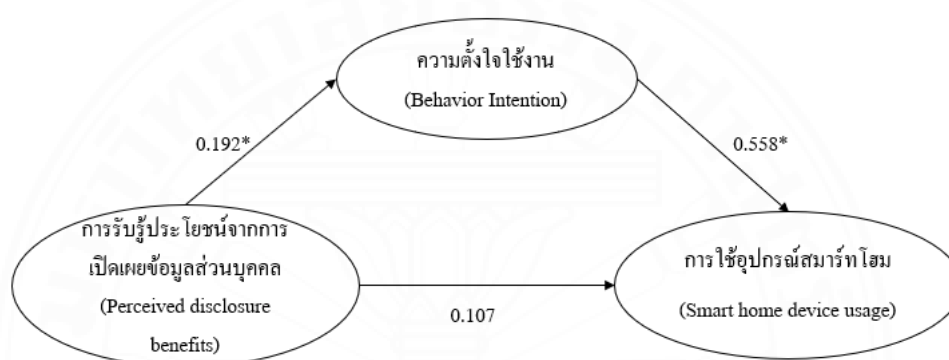 ความตั้งใจใช้งาน
(Behavior Intention)
0.192*
0.558*
การรับรู้ประโยชน์จากการ
เปิดเผยข้อมูลส่วนบุคคล
(Perceived disclosure
benefits)
0.107
การใช้อุปกรณ์สมาร์ทโฮม
(Smart home device usage)